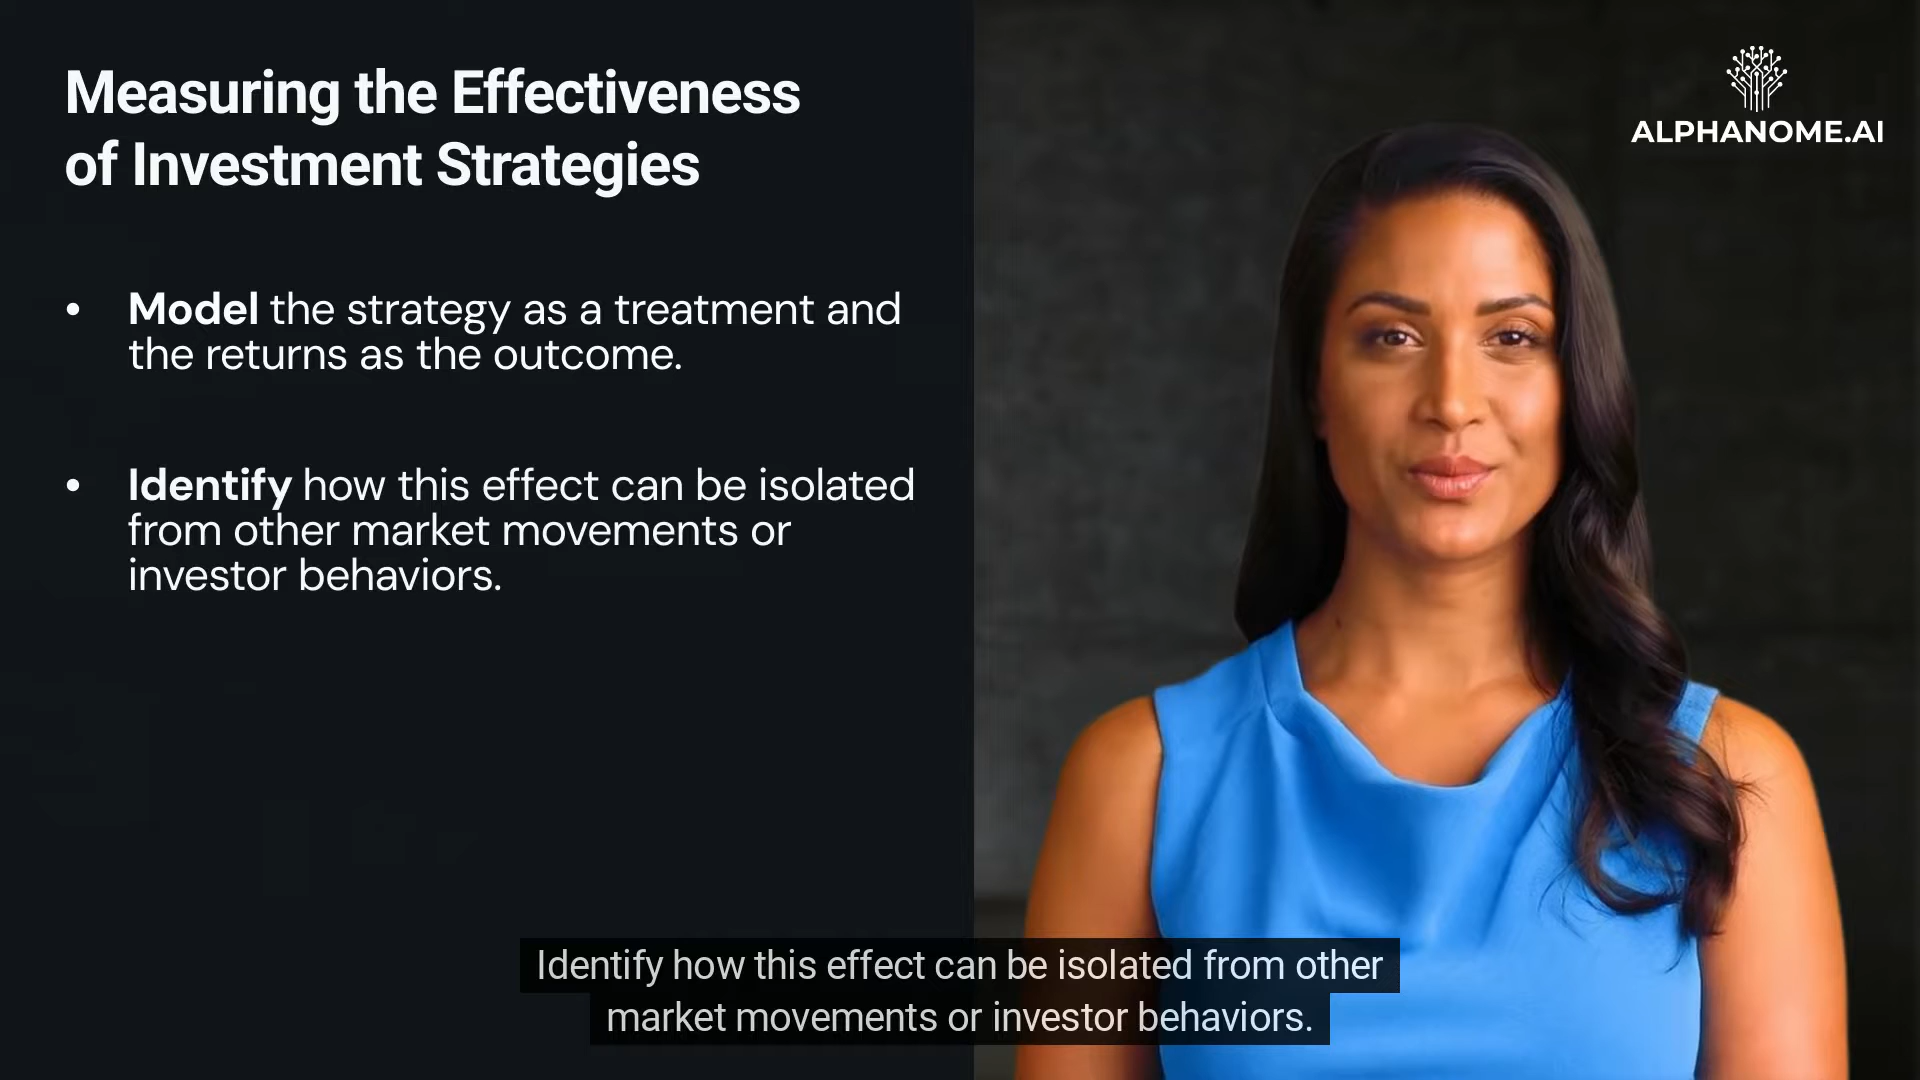 Measuring the Effectiveness
of Investment Strategies
• Model the strategy as a treatment and
the returns as the outcome.
• Identify how this effect can be isolated
from other market movements or
investor behaviors.
ALPHANOME.AI
Identify how this effect can be isolated from other
market movements or investor behaviors.